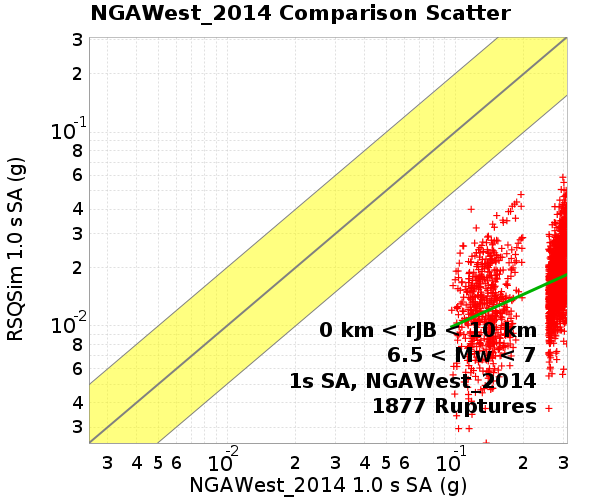 NGAWest_2014 Comparison Scatter
3
2
10-1
8
6
4
3
2
10-2
8
6
4
3
RSQSim 1.0 s SA (g)
0 km < rJB < 10 km
6.5 < Mw < 7
1s SA, NGAWest_2014
1877 Ruptures
3 4 5 6 10-2 2 3 4 5 6 10-1 2 3
NGAWest_2014 1.0 s SA (g)